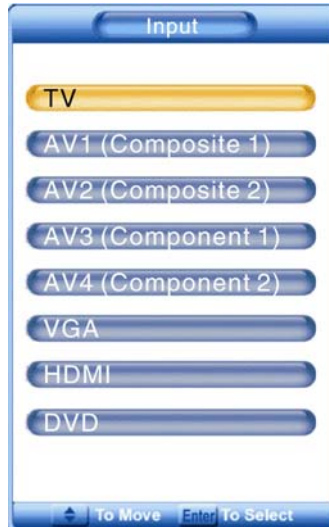 Input
TV
AV1 (Composite 1)
AV2 (Composite 2)
AV3 (Component 1)
AV4 (Component 2)
VGA
HDMI
DVD
To Move Enter To Select